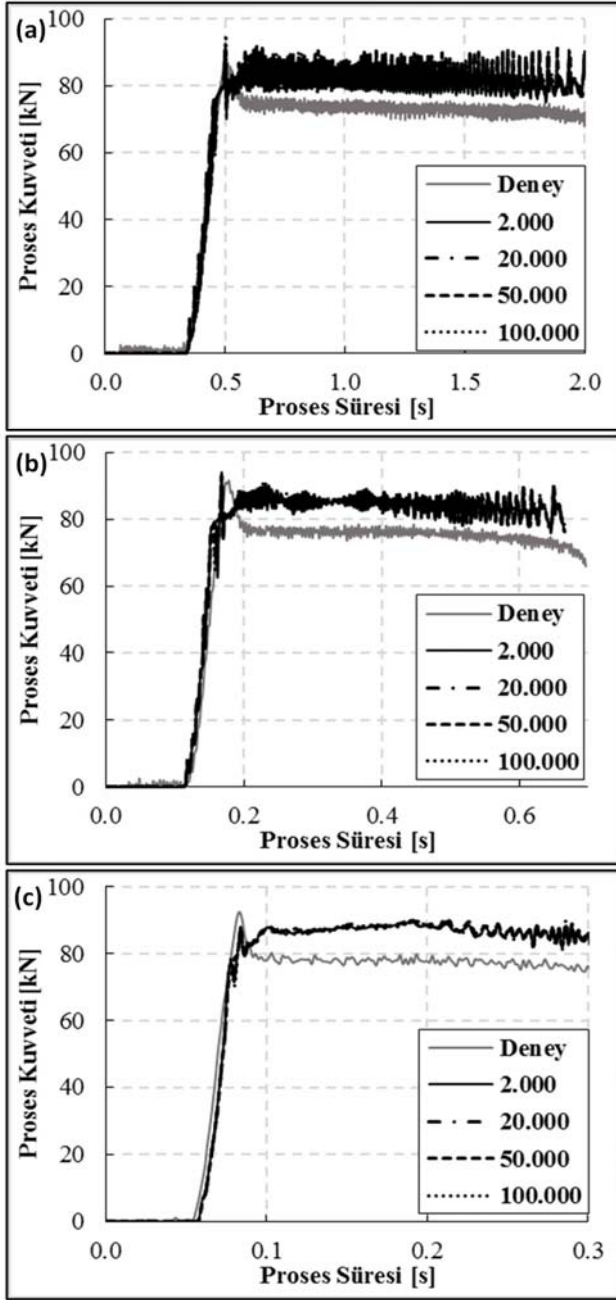 (a)
Proses Kuvveti [kN]
100
80
60
40
20
0
Deney
2.000
20.000
50.000
100.000
0.0 0.5 1.0 1.5 2.0
Proses Süresi [s]
(b)
Proses Kuvveti [kN]
100
80
60
40
20
0
Deney
2.000
20.000
50.000
100.000
0.0 0.2 0.4 0.6
Proses Süresi [s]
(c)
Proses Kuvveti [kN]
100
80
60
40
20
0
Deney
2.000
20.000
50.000
100.000
0.0 0.1 0.2 0.3
Proses Süresi [s]